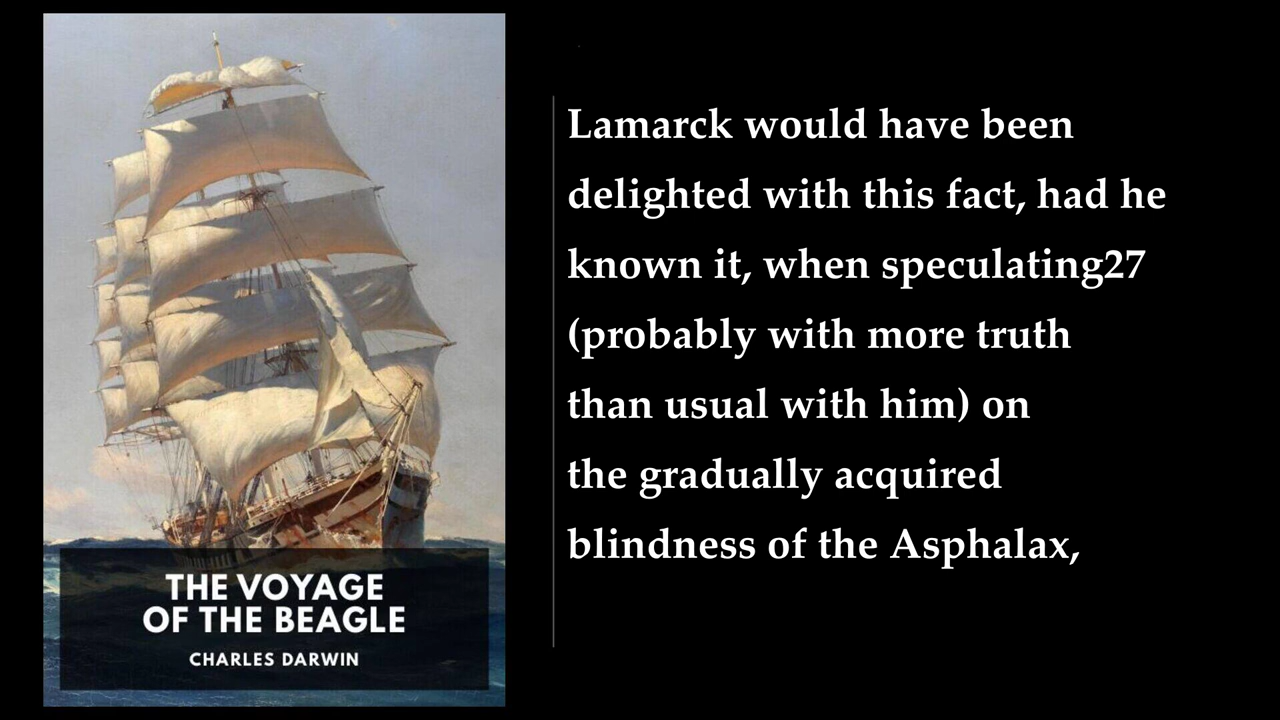 THE VOYAGE
OF THE BEAGLE
CHARLES DARWIN
Lamarck would have been
delighted with this fact, had he
known it, when speculating27
(probably with more truth
than usual with him) on
the gradually acquired
blindness of the Asphalax,